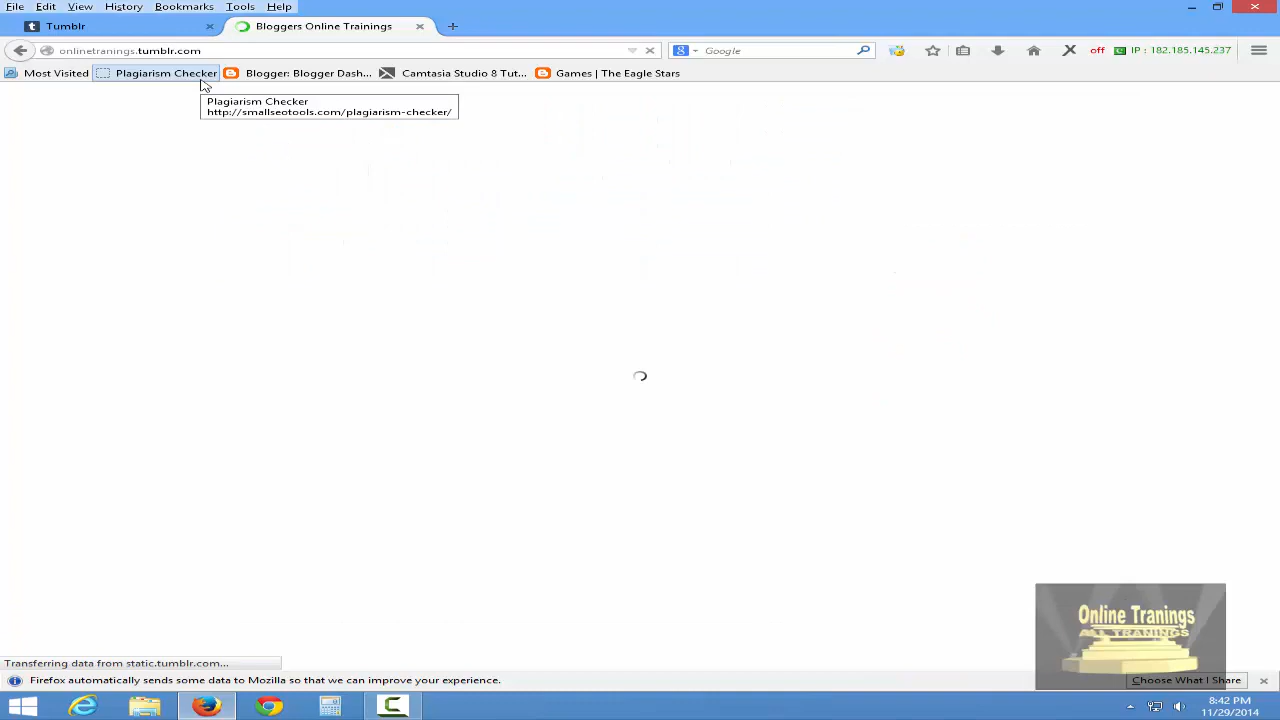 File Edit View History Bookmarks Tools Help
Tumblr
Bloggers Online Trainings
onlinetranings.tumblr.com
Google
off
IP : 182.185.145.237
Most Visited
Plagiarism Checker
Blogger: Blogger Dash...
Camtasia Studio 8 & Tut...
Games | The Eagle Stars
Plagiarism Checker
http://smallseotools.com/plagiarism-checker/
Online Tranings
ALL TRANINGS
Transferring data from static.tumblr.com...
Firefox automatically sends some data to Mozilla so that we can improve your experience.
Choose What I Share
8:42 PM
11/29/2014